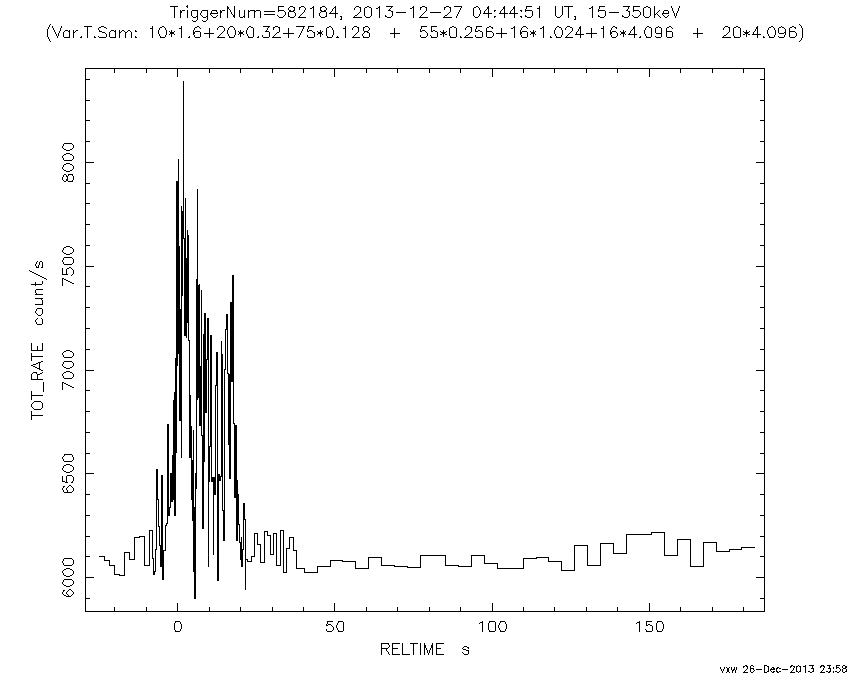 TriggerNum=582184, 2013-12-27 04:44:51 UT, 15-350keV
(Var.T.Sam: 10*1.6+20*0.32+75*0.128 + 55*0.256+16*1.024+16*4.096 + 20*4.096)
TOT_RATE count/s
8000
7500
7000
6500
6000
0 50 100 150
RELTIME s
vxw 26-Dec-2013 23:58